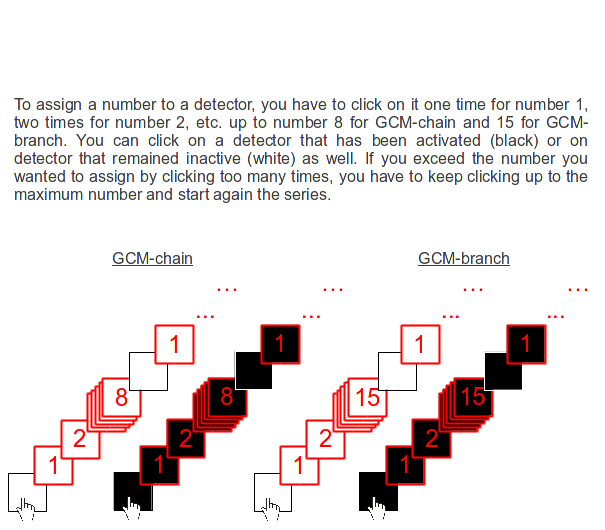 To assign a number to a detector, you have to click on it one time for number 1,
two times for number 2, etc. up to number 8 for GCM-chain and 15 for GCM-
branch. You can click on a detector that has been activated (black) or on
detector that remained inactive (white) as well. If you exceed the number you
wanted to assign by clicking too many times, you have to keep clicking up to the
maximum number and start again the series.
GCM-chain GCM-branch
... ... ... ...
... ... ... ...
1 1 1 1
8 8 15 15
2 2 2 2
1 1 1 1